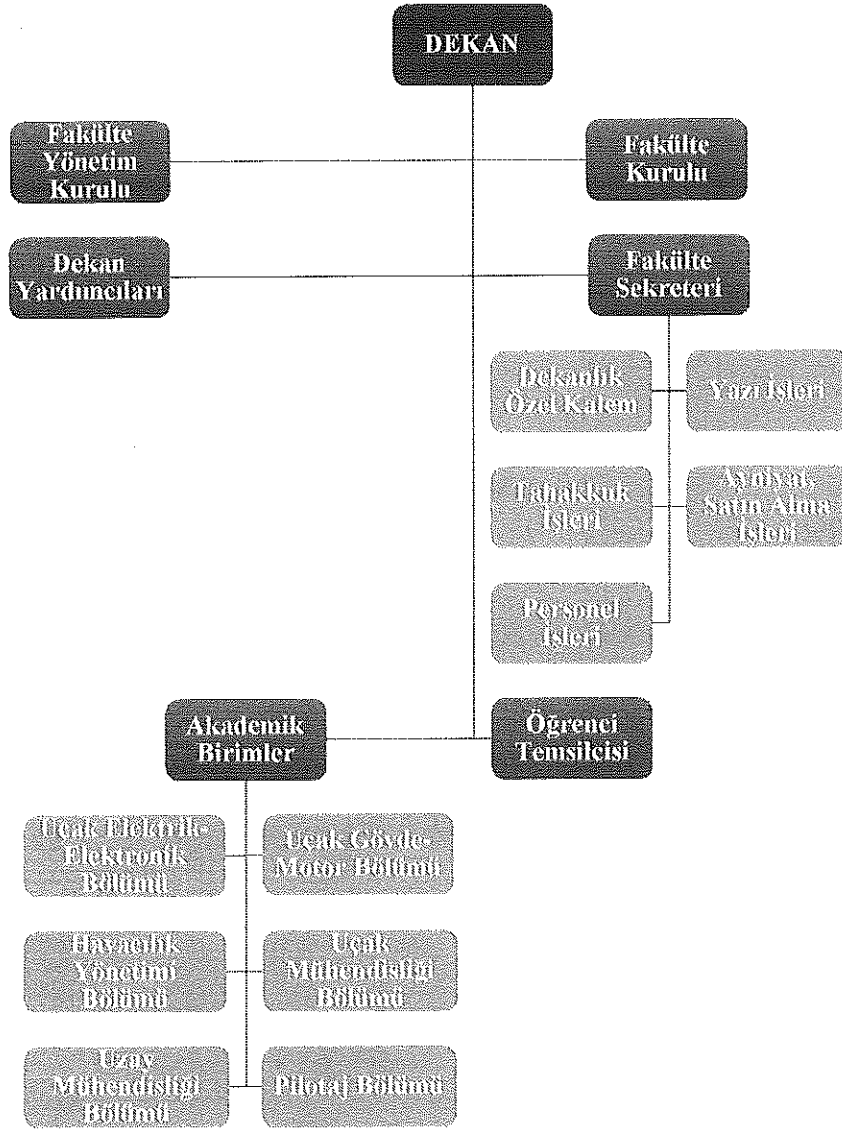 DEKAN
Fakülte
Yönetim
Kurulu
Fakülte
Kurulu
Dekan
Yardımcıları
Fakülte
Sekreteri
Dekanlık
Özel Kalem
Yazı İşleri
Tahakkuk
İşleri
Ayniyat,
Satın Alma
İşleri
Personel
İşleri
Akademik
Birimler
Öğrenci
Temsilcisi
Uçak Elektrik-
Elektronik
Bölümü
Uçak Gövde-
Motor Bölümü
Havacılık
Yönetimi
Bölümü
Uçak
Mühendisliği
Bölümü
Uzay
Mühendisliği
Bölümü
Pilotaj Bölümü